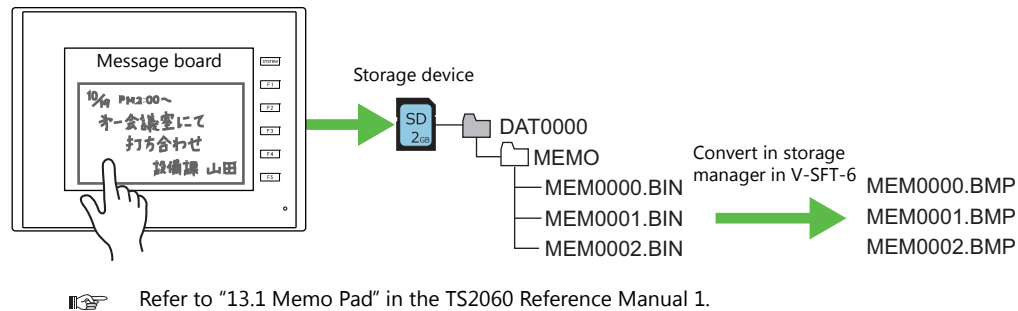 Message board
10/19 PM2:00～
第一会議室にて
打ち合わせ
設備課 山田
SYSTEM
F1
F2
F3
F4
F5
Storage device
SD
2GB
DAT0000
MEMO
MEM0000.BIN
MEM0001.BIN
MEM0002.BIN
Convert in storage
manager in V-SFT-6
MEM0000.BMP
MEM0001.BMP
MEM0002.BMP
Refer to “13.1 Memo Pad” in the TS2060 Reference Manual 1.